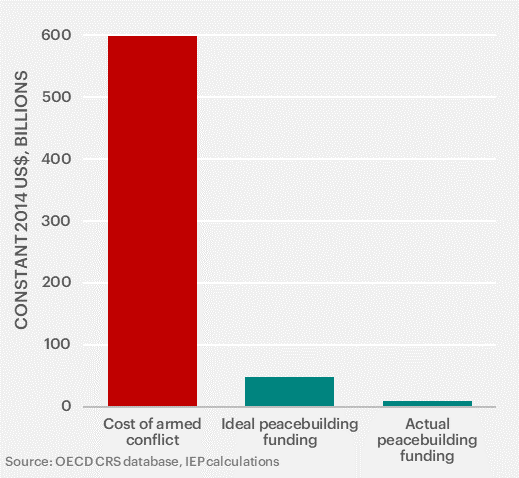 CONSTANT 2014 US$, BILLIONS
600
500
400
300
200
100
0
Cost of armed
conflict
Ideal peacebuilding
funding
Actual
peacebuilding
funding
Source: OECD CRS database, IEP calculations